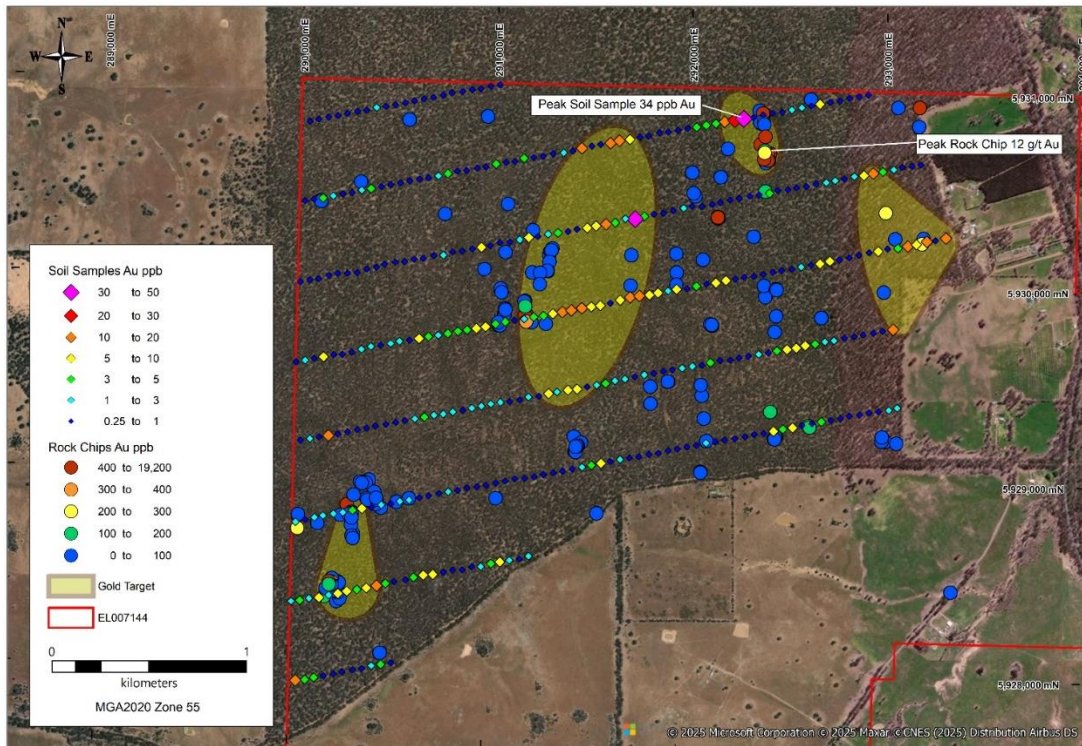 N
W E
S
289,000 mE
290,000 mE
291,000 mE
292,000 mE
293,000 mE
5,931,000 mN
Peak Soil Sample 34 ppb Au
Peak Rock Chip 12 g/t Au
5,930,000 mN
5,929,000 mN
5,928,000 mN
Soil Samples Au ppb
30 to 50
20 to 30
10 to 20
5 to 10
3 to 5
1 to 3
0.25 to 1
Rock Chips Au ppb
400 to 19,200
300 to 400
200 to 300
100 to 200
0 to 100
Gold Target
EL007144
0 1
kilometers
MGA2020 Zone 55
© 2025 Microsoft Corporation © 2025 Maxar ©CNES (2025) Distribution Airbus DS